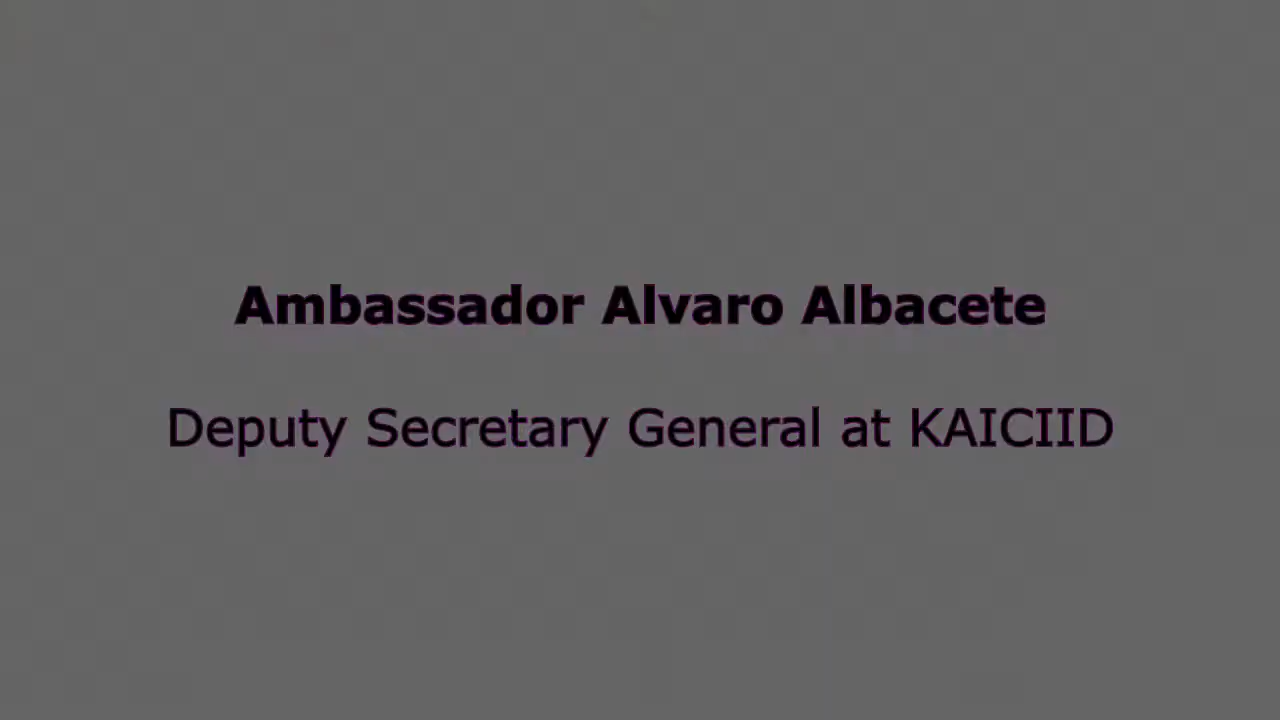 Ambassador Alvaro Albacete
Deputy Secretary General at KAICIID